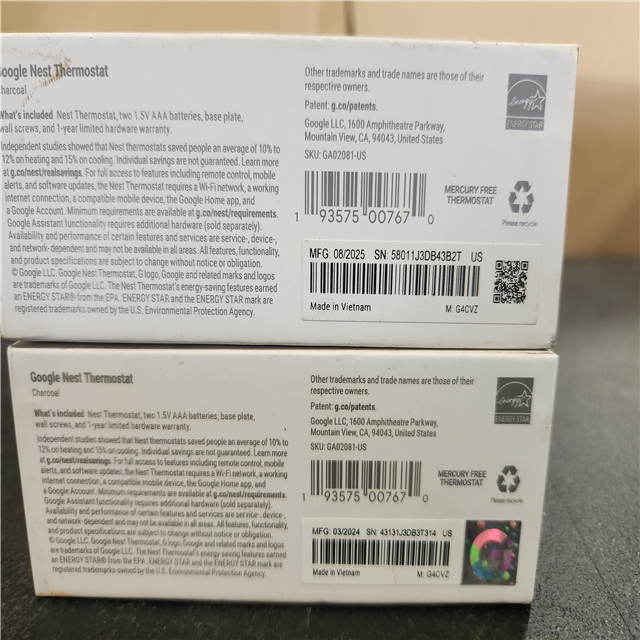 Google Nest Thermostat
Charcoal
What's included Nest Thermostat, two 1.5V AAA batteries, base plate,
wall screws, and 1-year limited hardware warranty.
Independent studies showed that Nest thermostats saved people an average of 10% to
12% on heating and 15% on cooling. Individual savings are not guaranteed. Learn more
at g.co/nest/realsavings. For full access to features including remote control, mobile
alerts, and software updates, the Nest Thermostat requires a Wi-Fi network, a working
internet connection, a compatible mobile device, the Google Home app, and
a Google Account. Minimum requirements are available at g.co/nest/requirements.
Google Assistant functionality requires additional hardware (sold separately).
Availability and performance of certain features and services are service-, device-,
and network-dependent and may not be available in all areas. All features, functionality,
and product specifications are subject to change without notice or obligation.
© Google LLC. Google Nest Thermostat, G logo, Google and related marks and logos
are trademarks of Google LLC. The Nest Thermostat's energy-saving features earned
an ENERGY STAR® from the EPA. ENERGY STAR and the ENERGY STAR mark are
registered trademarks owned by the U.S. Environmental Protection Agency.
Other trademarks and trade names are those of their
respective owners.
Patent: g.co/patents.
Google LLC, 1600 Amphitheatre Parkway,
Mountain View, CA, 94043, United States
SKU: GA02081-US
energy
ENERGY STAR
1 93575 00767 0
MERCURY FREE
THERMOSTAT
Please recycle
MFG: 08/2025 SN: 58011J3DB43B2T US
Made in Vietnam M: G4CVZ
Google Nest Thermostat
Charcoal
What's included Nest Thermostat, two 1.5V AAA batteries, base plate,
wall screws, and 1-year limited hardware warranty.
Independent studies showed that Nest thermostats saved people an average of 10% to
12% on heating and 15% on cooling. Individual savings are not guaranteed. Learn more
at g.co/nest/realsavings. For full access to features including remote control, mobile
alerts, and software updates, the Nest Thermostat requires a Wi-Fi network, a working
internet connection, a compatible mobile device, the Google Home app, and
a Google Account. Minimum requirements are available at g.co/nest/requirements.
Google Assistant functionality requires additional hardware (sold separately).
Availability and performance of certain features and services are service-, device-,
and network-dependent and may not be available in all areas. All features, functionality,
and product specifications are subject to change without notice or obligation.
© Google LLC. Google Nest Thermostat, G logo, Google and related marks and logos
are trademarks of Google LLC. The Nest Thermostat's energy-saving features earned
an ENERGY STAR® from the EPA. ENERGY STAR and the ENERGY STAR mark are
registered trademarks owned by the U.S. Environmental Protection Agency.
Other trademarks and trade names are those of their
respective owners.
Patent: g.co/patents.
Google LLC, 1600 Amphitheatre Parkway,
Mountain View, CA, 94043, United States
SKU: GA02081-US
energy
ENERGY STAR
1 93575 00767 0
MERCURY FREE
THERMOSTAT
Please recycle
MFG: 03/2024 SN: 43131J3DB3T314 US
Made in Vietnam M: G4CVZ
G